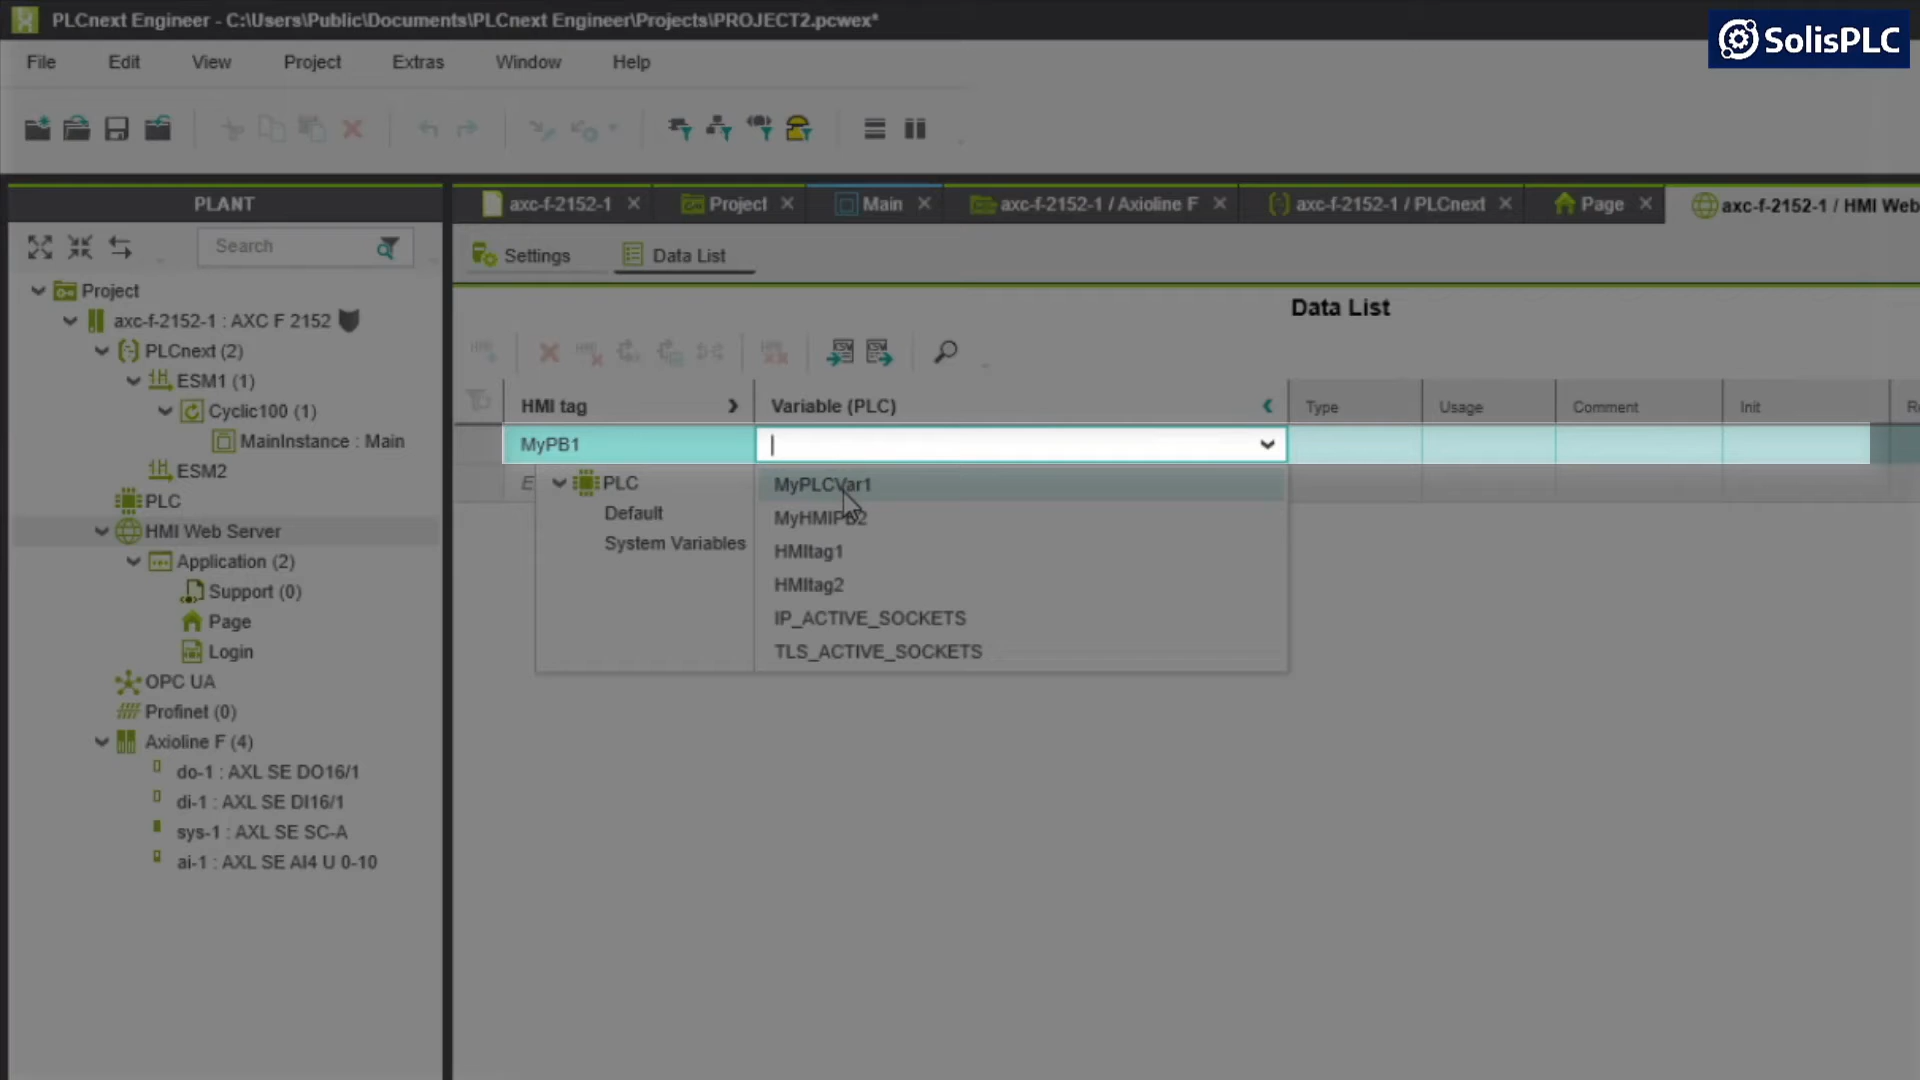 PLCnext Engineer - C:\Users\Public\Documents\PLCnext Engineer\Projects\PROJECT2.pcwex*
SolisPLC
File Edit View Project Extras Window Help
PLANT
axc-f-2152-1 Project Main axc-f-2152-1 / Axioline F axc-f-2152-1 / PLCnext Page axc-f-2152-1 / HMI Web
Search
Settings Data List
Data List
Project
axc-f-2152-1 : AXC F 2152
PLCnext (2)
ESM1 (1)
Cyclic100 (1)
MainInstance : Main
ESM2
PLC
HMI Web Server
Application (2)
Support (0)
Page
Login
OPC UA
Profinet (0)
Axioline F (4)
do-1 : AXL SE DO16/1
di-1 : AXL SE DI16/1
sys-1 : AXL SE SC-A
ai-1 : AXL SE AI4 U 0-10
HMI tag Variable (PLC) Type Usage Comment Init
MyPB1
PLC
Default
System Variables
MyPLCVar1
MyHMIPB2
HMItag1
HMItag2
IP_ACTIVE_SOCKETS
TLS_ACTIVE_SOCKETS